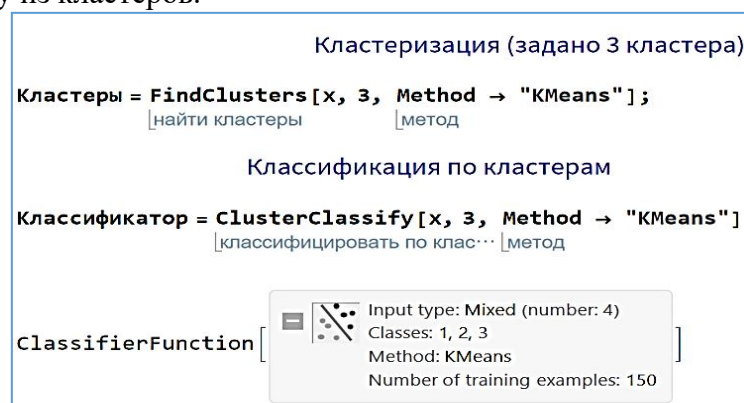 у из кластеров.
Кластеризация (задано 3 кластера)
Кластеры = FindClusters[x, 3, Method → "KMeans"];
найти кластеры метод
Классификация по кластерам
Классификатор = ClusterClassify[x, 3, Method → "KMeans"]
классифицировать по клас⋯ метод
Input type: Mixed (number: 4)
Classes: 1, 2, 3
ClassifierFunction[ ]
Method: KMeans
Number of training examples: 150